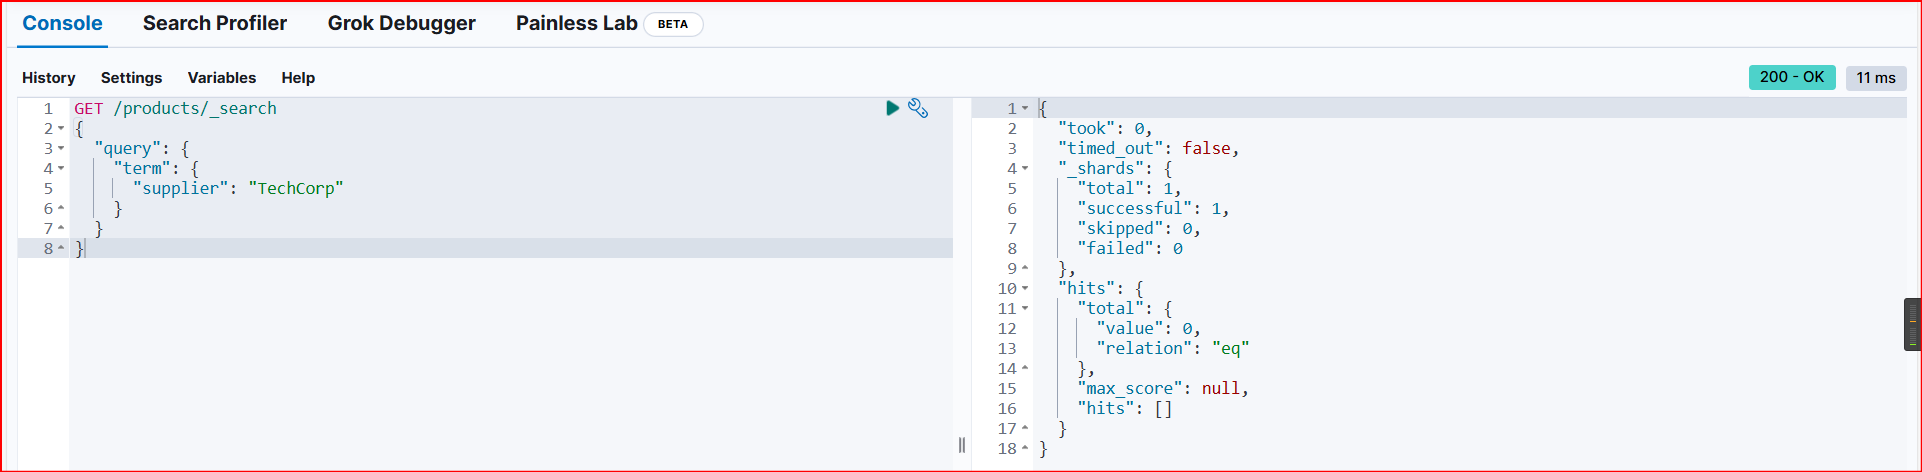 Console Search Profiler Grok Debugger Painless Lab BETA
History Settings Variables Help 200 - OK 11 ms
1 GET /products/_search
2 {
3 "query": {
4 "term": {
5 "supplier": "TechCorp"
6 }
7 }
8 }
1 {
2 "took": 0,
3 "timed_out": false,
4 "_shards": {
5 "total": 1,
6 "successful": 1,
7 "skipped": 0,
8 "failed": 0
9 },
10 "hits": {
11 "total": {
12 "value": 0,
13 "relation": "eq"
14 },
15 "max_score": null,
16 "hits": []
17 }
18 }